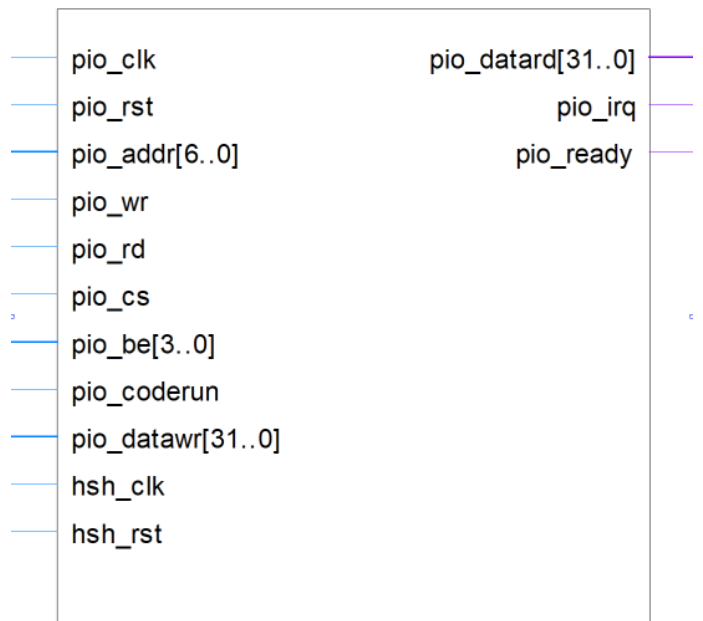 pio_clk
pio_rst
pio_addr[6..0]
pio_wr
pio_rd
pio_cs
pio_be[3..0]
pio_coderun
pio_datawr[31..0]
hsh_clk
hsh_rst
pio_datard[31..0]
pio_irq
pio_ready